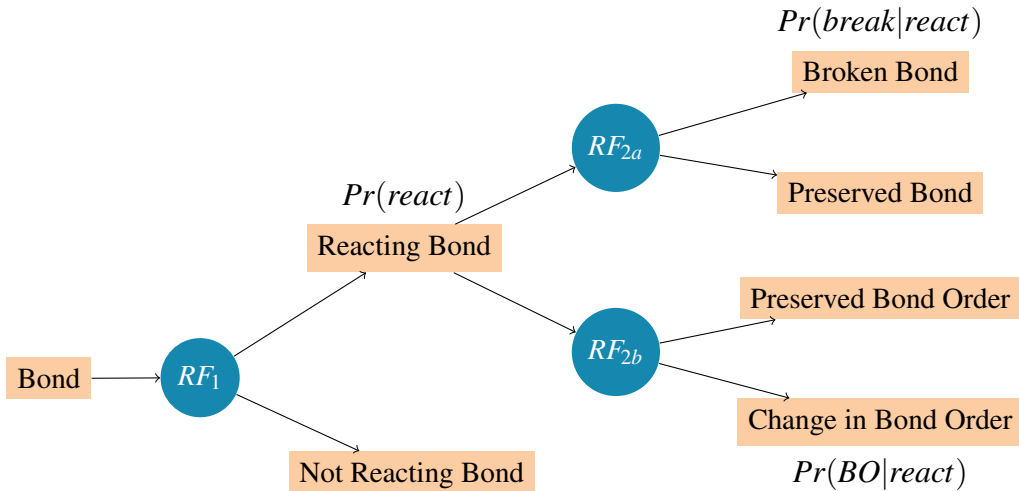 Pr(break|react)
Broken Bond
RF2a
Preserved Bond
Pr(react)
Reacting Bond
Preserved Bond Order
RF2b
Bond
RF1
Change in Bond Order
Not Reacting Bond
Pr(BO|react)